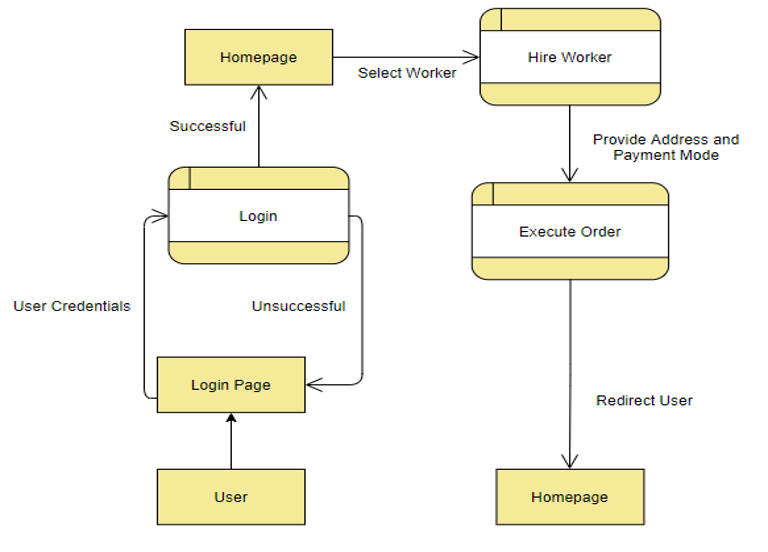 Homepage
Select Worker
Hire Worker
Successful
Provide Address and
Payment Mode
Login
Execute Order
User Credentials
Unsuccessful
Login Page
Redirect User
User
Homepage